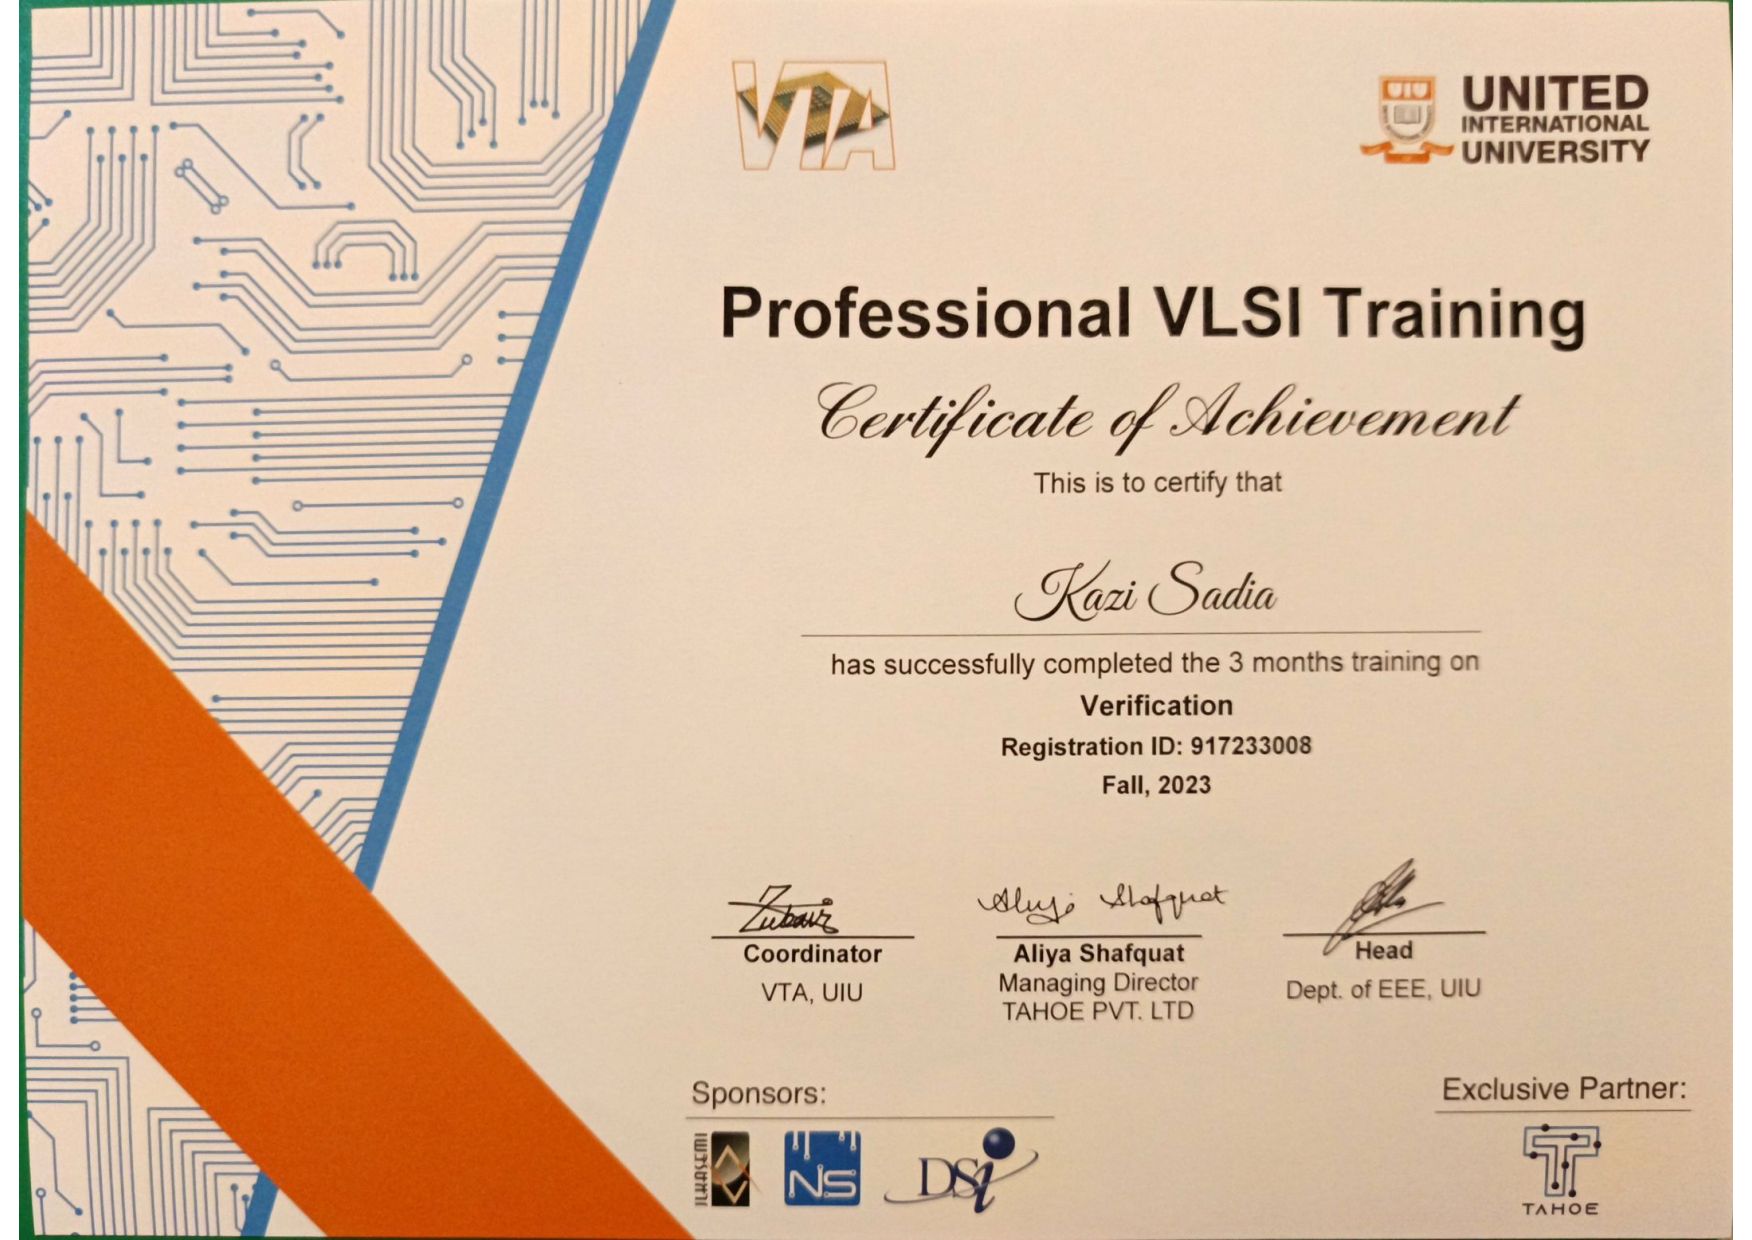 VTA
UIU
UNITED
INTERNATIONAL
UNIVERSITY
Professional VLSI Training
Certificate of Achievement
This is to certify that
Kazi Sadia
has successfully completed the 3 months training on
Verification
Registration ID: 917233008
Fall, 2023
Zubair
Aliya Shafquat
Coordinator
VTA, UIU
Aliya Shafquat
Managing Director
TAHOE PVT. LTD
Head
Dept. of EEE, UIU
Sponsors:
Exclusive Partner:
ULKASEMI
NS
DSi
TAHOE